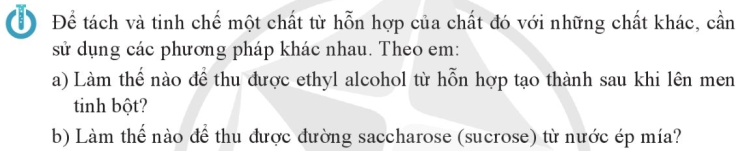 Để tách và tinh chế một chất từ hỗn hợp của chất đó với những chất khác, cần
sử dụng các phương pháp khác nhau. Theo em:
a) Làm thế nào để thu được ethyl alcohol từ hỗn hợp tạo thành sau khi lên men
tinh bột?
b) Làm thế nào để thu được đường saccharose (sucrose) từ nước ép mía?